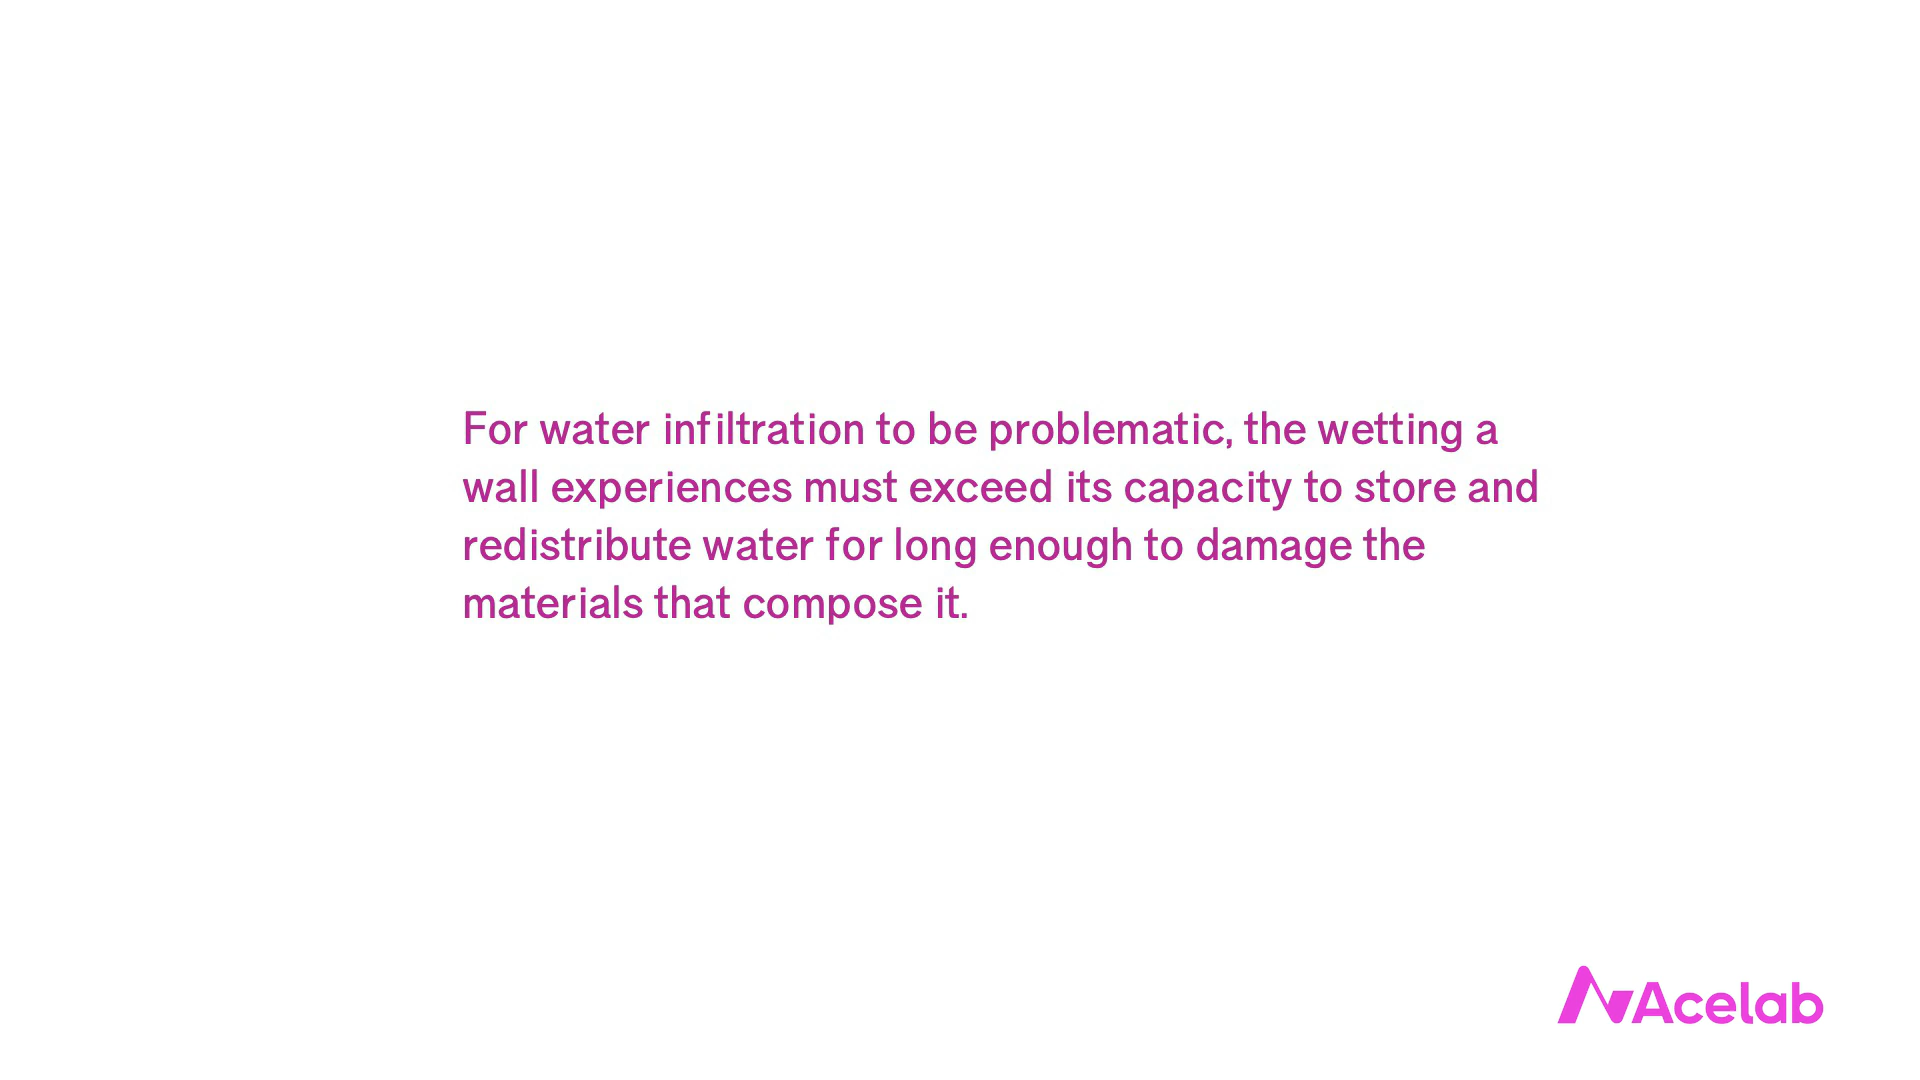 For water infiltration to be problematic, the wetting a
wall experiences must exceed its capacity to store and
redistribute water for long enough to damage the
materials that compose it.
Acelab